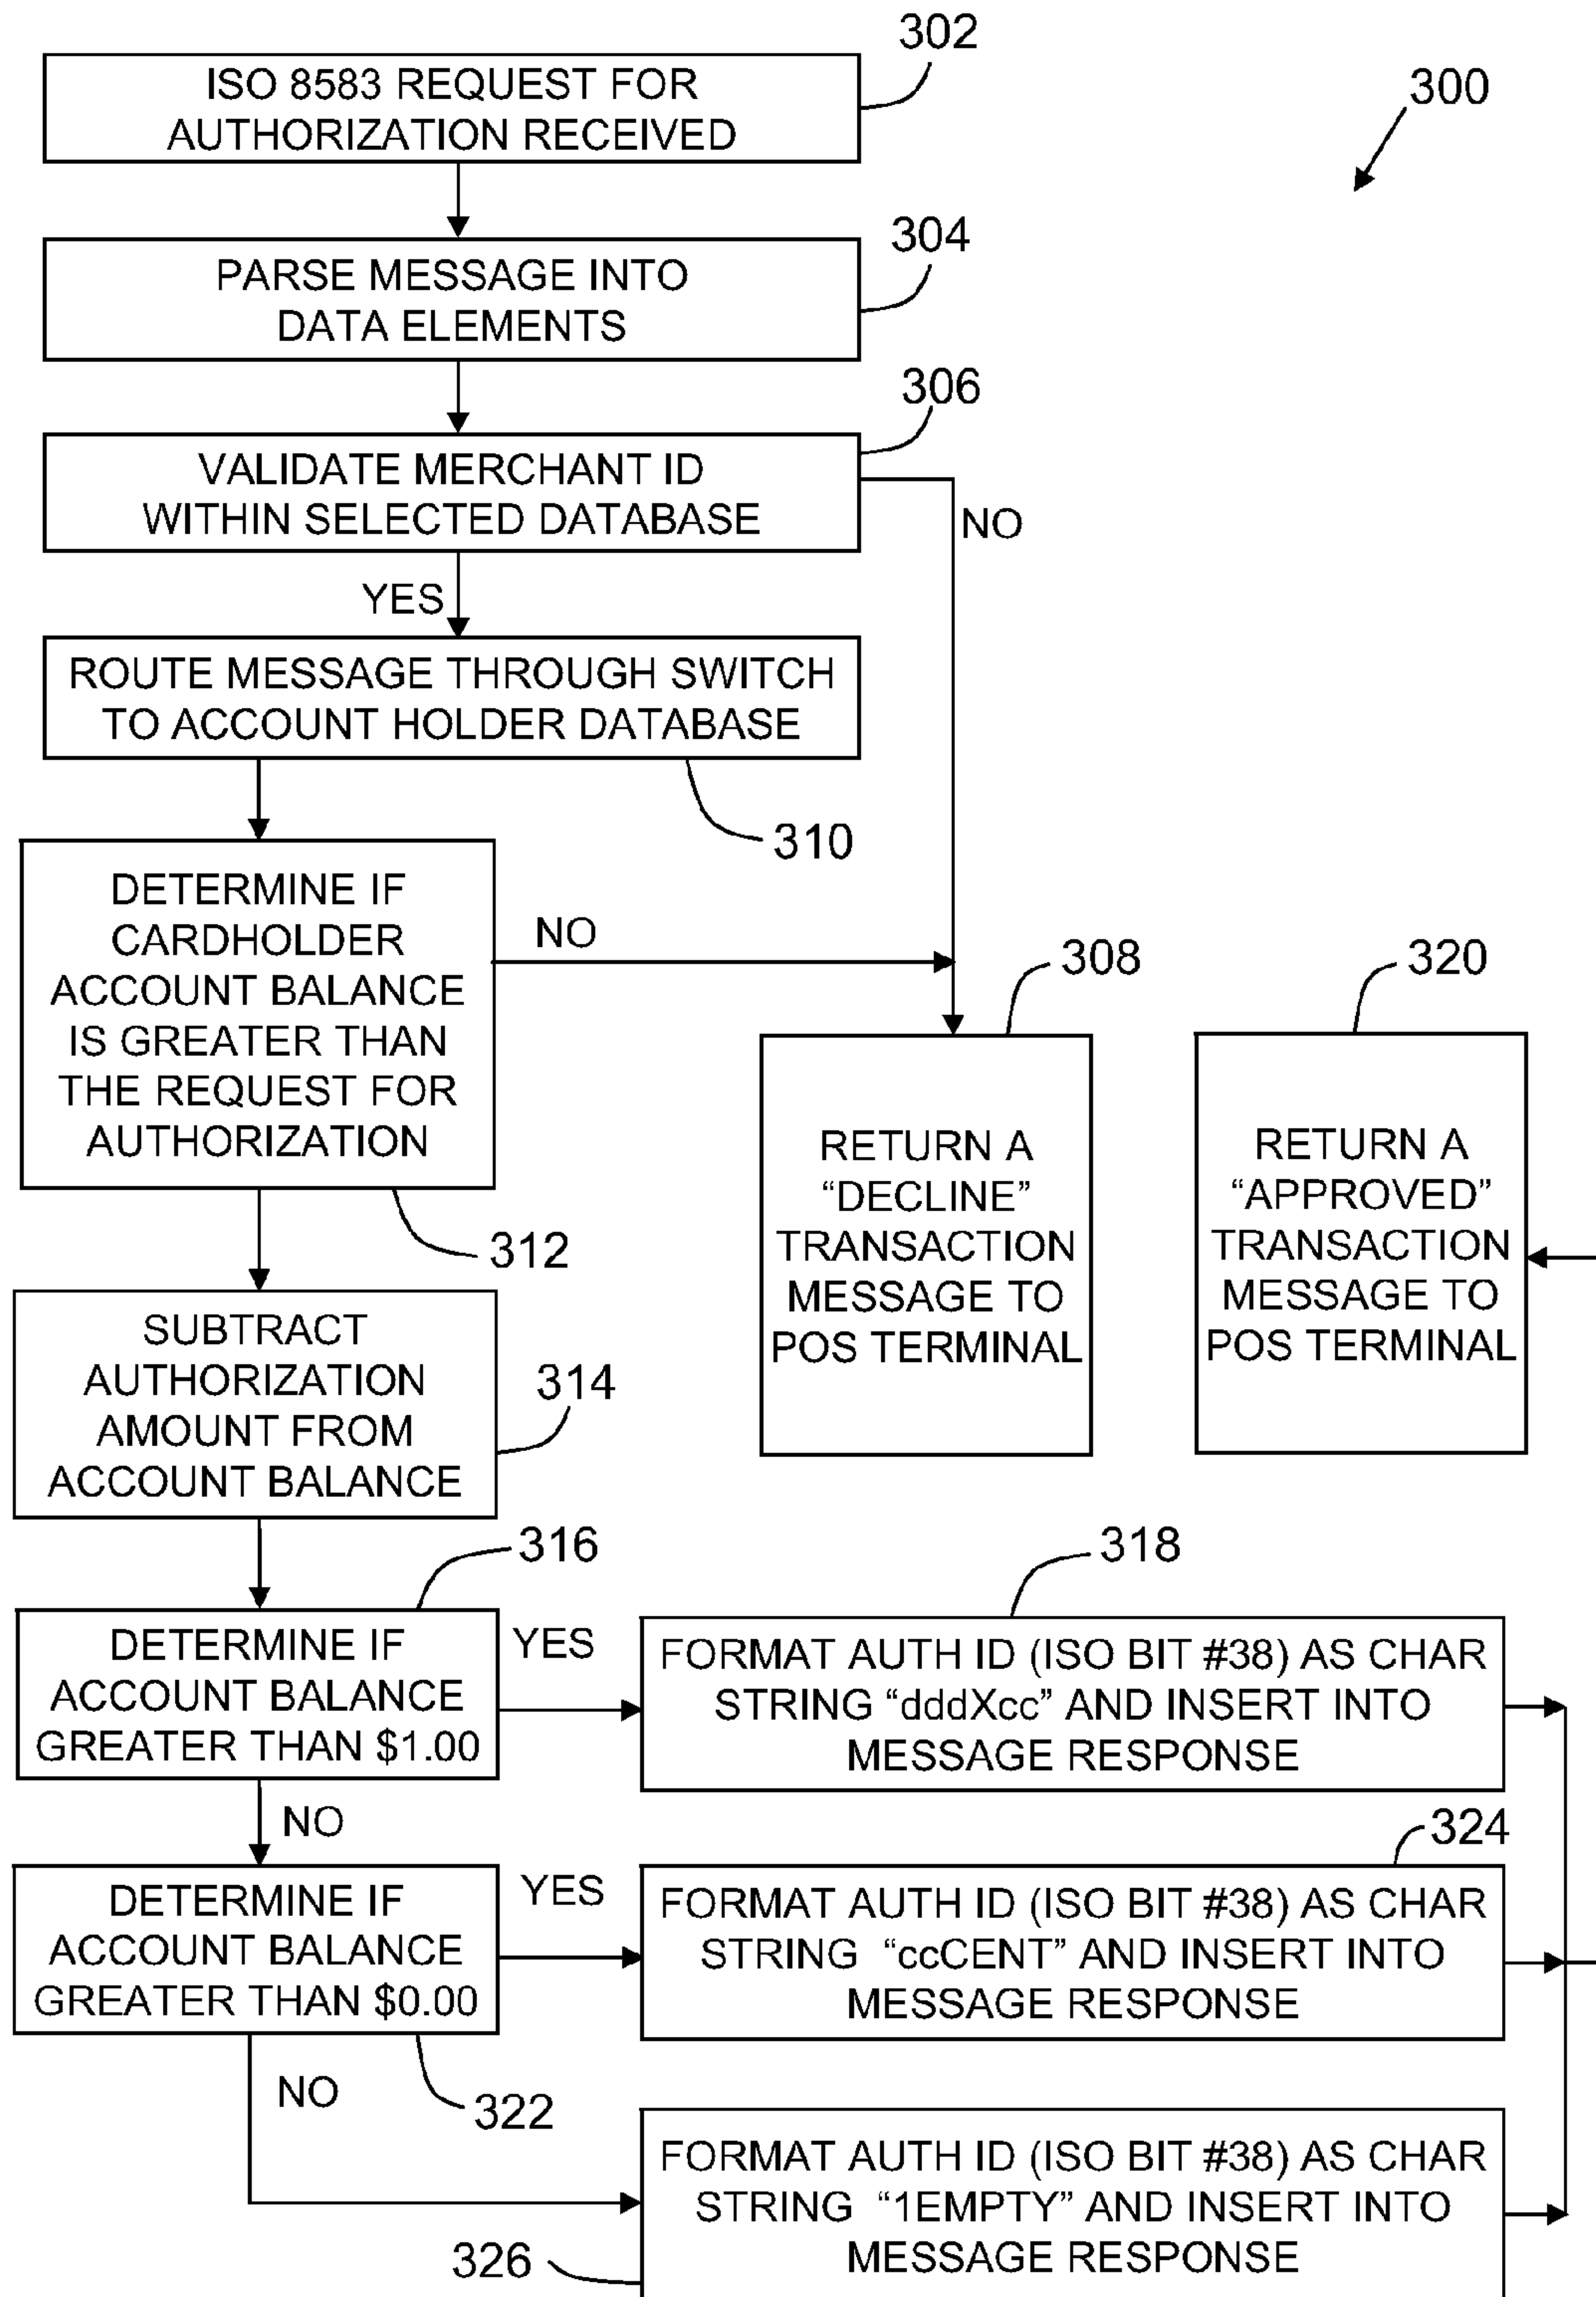 302
ISO 8583 REQUEST FOR
AUTHORIZATION RECEIVED
300
304
PARSE MESSAGE INTO
DATA ELEMENTS
306
VALIDATE MERCHANT ID
WITHIN SELECTED DATABASE
NO
YES
ROUTE MESSAGE THROUGH SWITCH
TO ACCOUNT HOLDER DATABASE
310
DETERMINE IF
CARDHOLDER
ACCOUNT BALANCE
IS GREATER THAN
THE REQUEST FOR
AUTHORIZATION
NO
312
308
RETURN A
“DECLINE”
TRANSACTION
MESSAGE TO
POS TERMINAL
320
RETURN A
“APPROVED”
TRANSACTION
MESSAGE TO
POS TERMINAL
SUBTRACT
AUTHORIZATION
AMOUNT FROM
ACCOUNT BALANCE
314
316
DETERMINE IF
ACCOUNT BALANCE
GREATER THAN $1.00
YES
318
FORMAT AUTH ID (ISO BIT #38) AS CHAR
STRING “dddXcc” AND INSERT INTO
MESSAGE RESPONSE
NO
DETERMINE IF
ACCOUNT BALANCE
GREATER THAN $0.00
YES
324
FORMAT AUTH ID (ISO BIT #38) AS CHAR
STRING “ccCENT” AND INSERT INTO
MESSAGE RESPONSE
NO
322
FORMAT AUTH ID (ISO BIT #38) AS CHAR
STRING “1EMPTY” AND INSERT INTO
MESSAGE RESPONSE
326